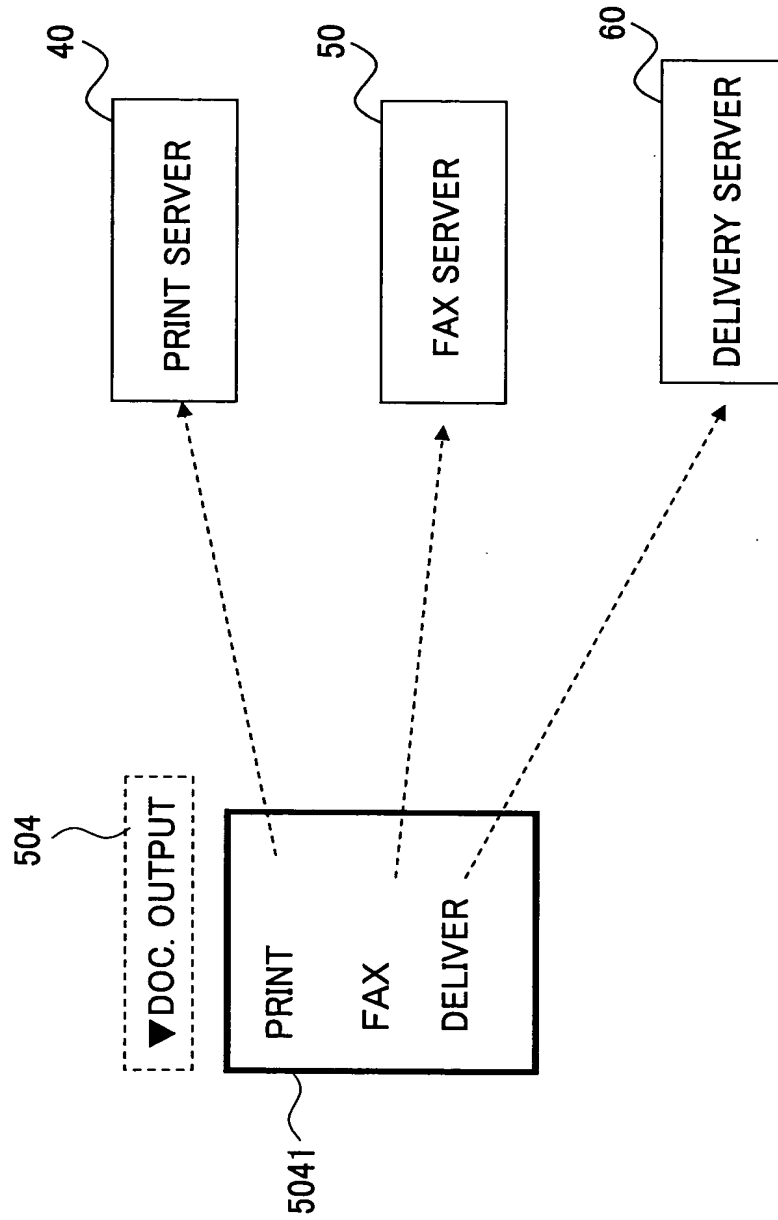 504
▼DOC. OUTPUT
5041
PRINT
FAX
DELIVER
40
PRINT SERVER
50
FAX SERVER
60
DELIVERY SERVER